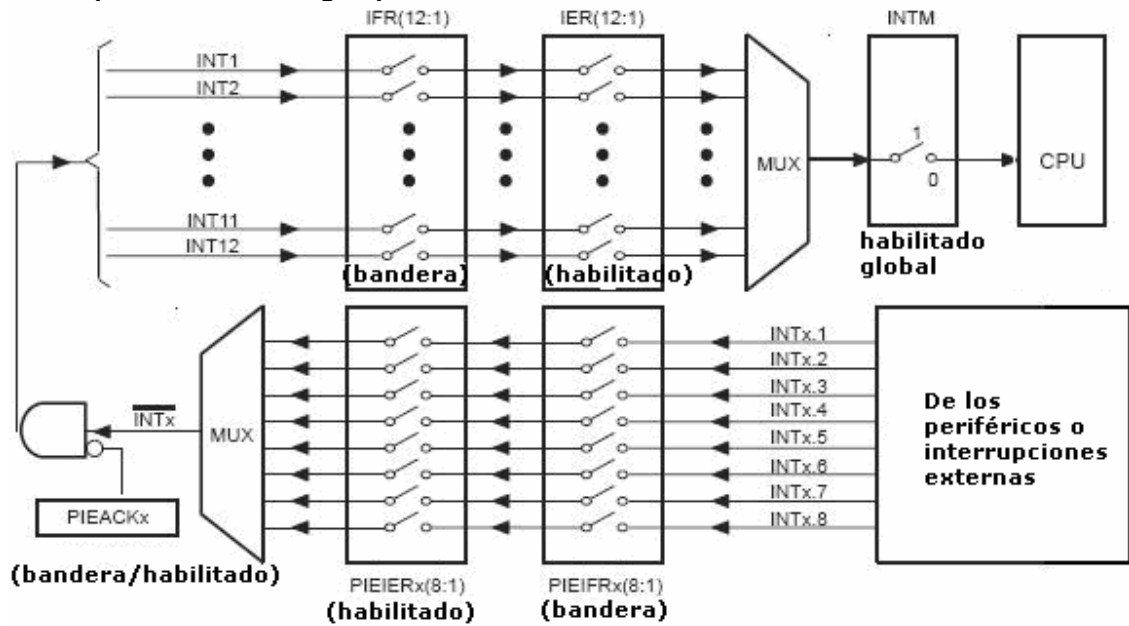 IFR(12:1)
IER(12:1)
INTM
INT1
INT2
INT11
INT12
MUX
1
0
CPU
(bandera)
(habilitado)
habilitado
global
INTx.1
INTx.2
INTx.3
INTx.4
INTx.5
INTx.6
INTx.7
INTx.8
De los
periféricos o
interrupciones
externas
INTx
MUX
PIEACKx
(bandera/habilitado)
PIEIERx(8:1)
(habilitado)
PIEIFRx(8:1)
(bandera)